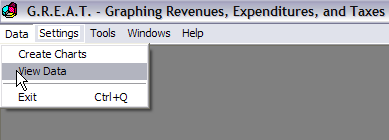 G.R.E.A.T. - Graphing Revenues, Expenditures, and Taxes
Data Settings Tools Windows Help
Create Charts
View Data
Exit Ctrl+Q